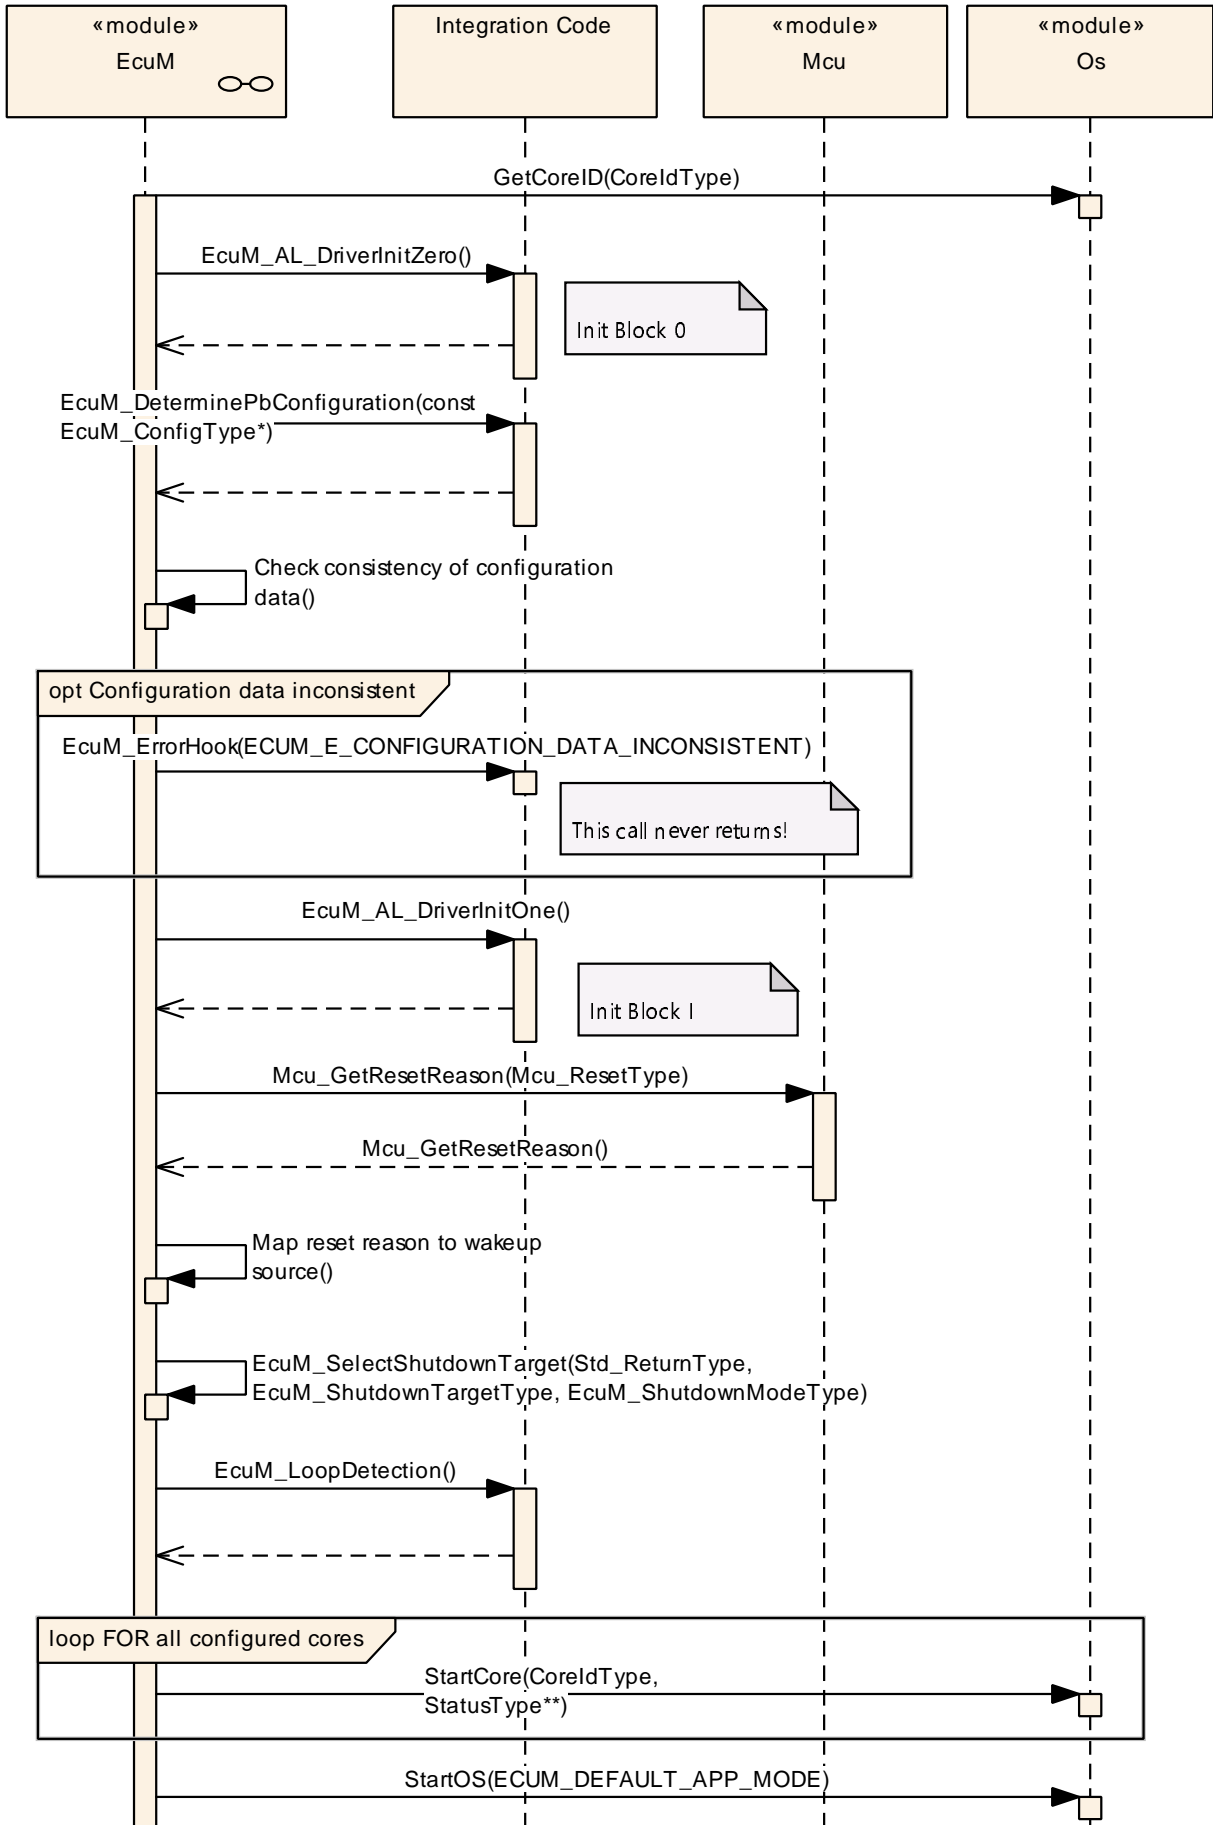 «module»
EcuM
Integration Code
«module»
Mcu
«module»
Os
GetCoreID(CoreIdType)
EcuM_AL_DriverInitZero()
Init Block 0
EcuM_DeterminePbConfiguration(const
EcuM_ConfigType*)
Check consistency of configuration
data()
opt Configuration data inconsistent
EcuM_ErrorHook(ECUM_E_CONFIGURATION_DATA_INCONSISTENT)
This call never returns!
EcuM_AL_DriverInitOne()
Init Block I
Mcu_GetResetReason(Mcu_ResetType)
Mcu_GetResetReason()
Map reset reason to wakeup
source()
EcuM_SelectShutdownTarget(Std_ReturnType,
EcuM_ShutdownTargetType, EcuM_ShutdownModeType)
EcuM_LoopDetection()
loop FOR all configured cores
StartCore(CoreIdType,
StatusType**)
StartOS(ECUM_DEFAULT_APP_MODE)